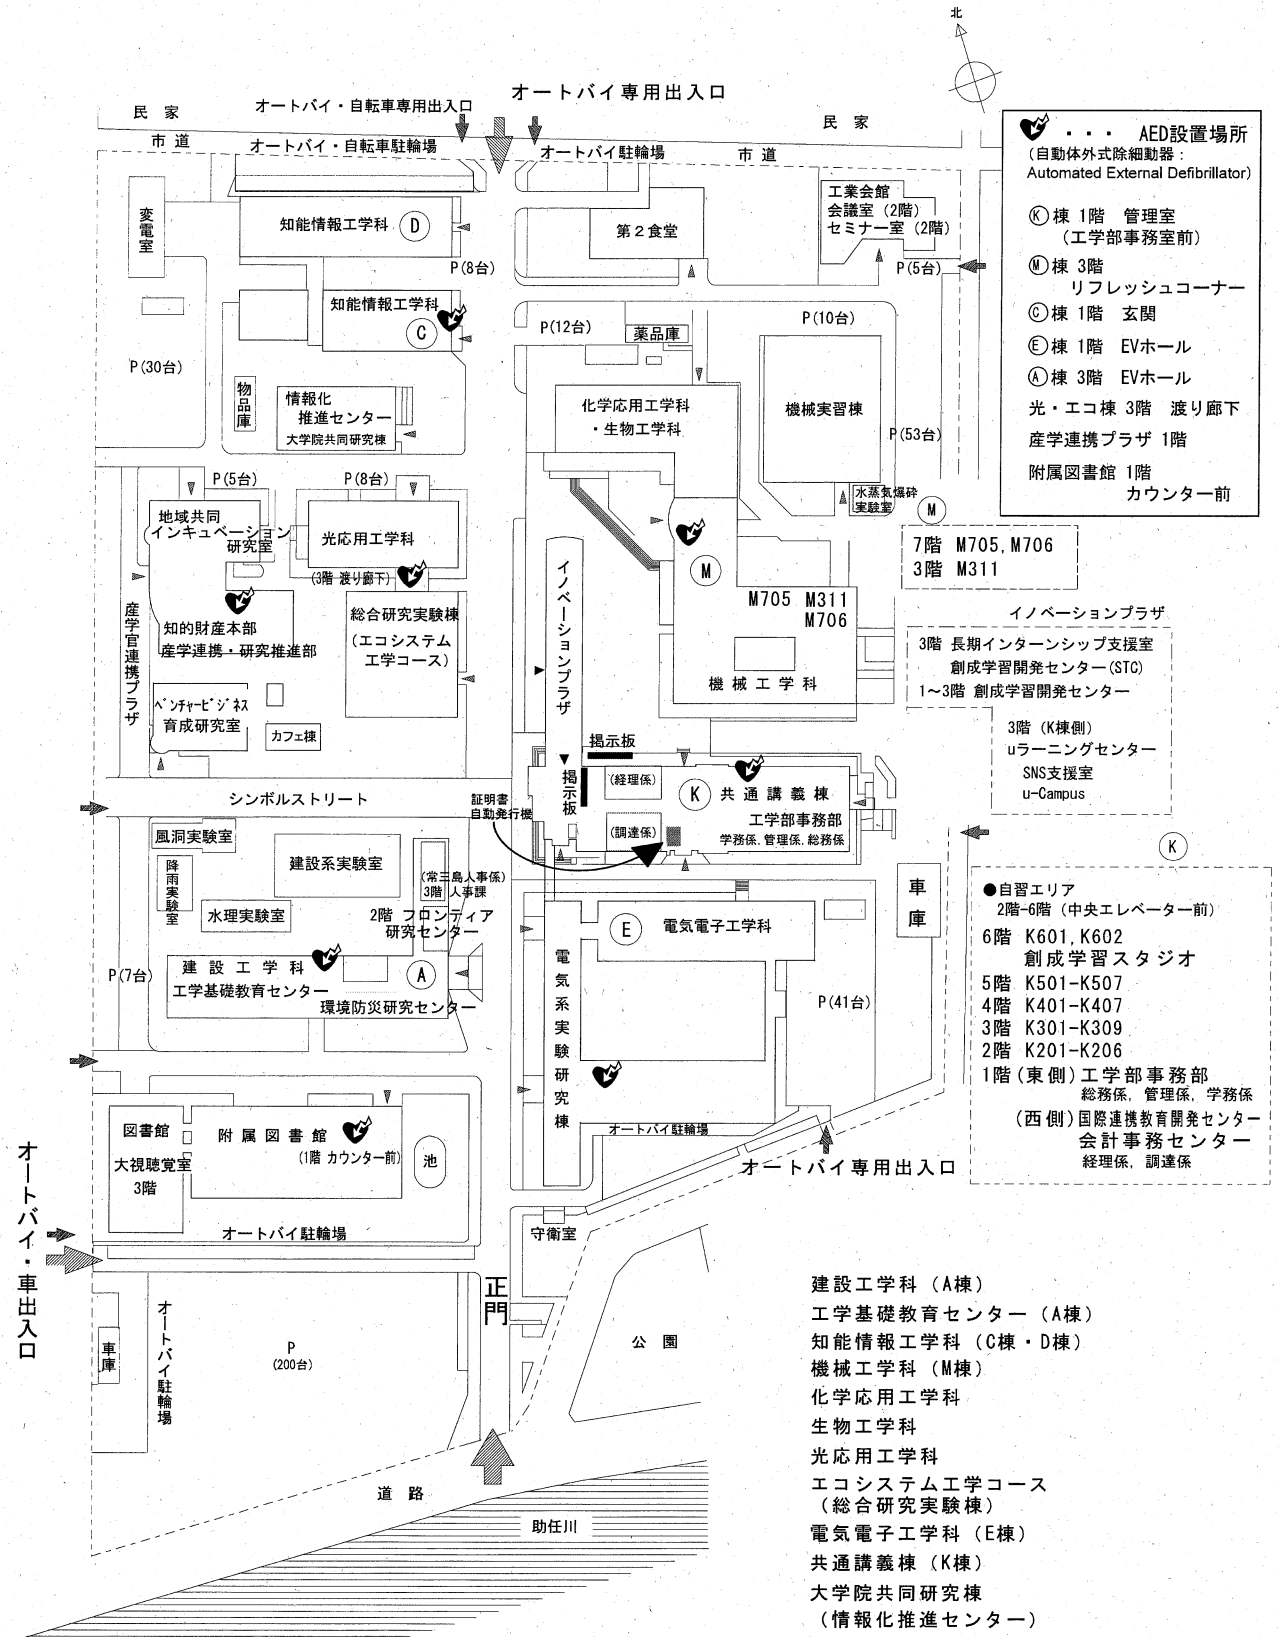 北
オートバイ専用出入口
オートバイ・自転車専用出入口
民 家
民 家
市 道
オートバイ・自転車駐輪場
オートバイ駐輪場
市 道
変電室
知能情報工学科 D
P(8台)
第2食堂
工業会館
会議室(2階)
セミナー室(2階)
P(5台)
知能情報工学科
C
P(12台)
薬品庫
P(10台)
P(30台)
物品庫
情報化
推進センター
大学院共同研究棟
化学応用工学科
・生物工学科
機械実習棟
P(53台)
P(5台)
P(8台)
水蒸気爆砕
実験室
地域共同
インキュベーション
研究室
光応用工学科
(3階 渡り廊下)
イノベーションプラザ
M
M705 M311
M706
機械工学科
産学官連携プラザ
知的財産本部
産学連携・研究推進部
総合研究実験棟
(エコシステム
工学コース)
ベンチャービジネス
育成研究室
カフェ棟
掲示板
掲示板
シンボルストリート
証明書
自動発行機
(経理係)
(調達係)
K 共通講義棟
工学部事務部
学務係, 管理係, 総務係
風洞実験室
降雨実験室
建設系実験室
水理実験室
(常三島人事係)
3階 人事課
2階 フロンティア
研究センター
車庫
P(7台)
建設工学科
工学基礎教育センター
A
環境防災研究センター
E 電気電子工学科
電気系実験研究棟
P(41台)
図書館
大視聴覚室
3階
附属図書館
(1階 カウンター前)
池
オートバイ駐輪場
オートバイ専用出入口
オートバイ駐輪場
守衛室
オートバイ・車出入口
正門
車庫
オートバイ駐輪場
P
(200台)
公 園
道 路
助任川
・・・ AED設置場所
(自動体外式除細動器:
Automated External Defibrillator)
K棟 1階 管理室
(工学部事務室前)
M棟 3階
リフレッシュコーナー
C棟 1階 玄関
E棟 1階 EVホール
A棟 3階 EVホール
光・エコ棟 3階 渡り廊下
産学連携プラザ 1階
附属図書館 1階
カウンター前
M
7階 M705, M706
3階 M311
イノベーションプラザ
3階 長期インターンシップ支援室
創成学習開発センター(STC)
1〜3階 創成学習開発センター
3階 (K棟側)
uラーニングセンター
SNS支援室
u-Campus
K
●自習エリア
2階-6階 (中央エレベーター前)
6階 K601, K602
創成学習スタジオ
5階 K501-K507
4階 K401-K407
3階 K301-K309
2階 K201-K206
1階(東側)工学部事務部
総務係, 管理係, 学務係
(西側)国際連携教育開発センター
会計事務センター
経理係, 調達係
建設工学科(A棟)
工学基礎教育センター(A棟)
知能情報工学科(C棟・D棟)
機械工学科(M棟)
化学応用工学科
生物工学科
光応用工学科
エコシステム工学コース
(総合研究実験棟)
電気電子工学科(E棟)
共通講義棟(K棟)
大学院共同研究棟
(情報化推進センター)